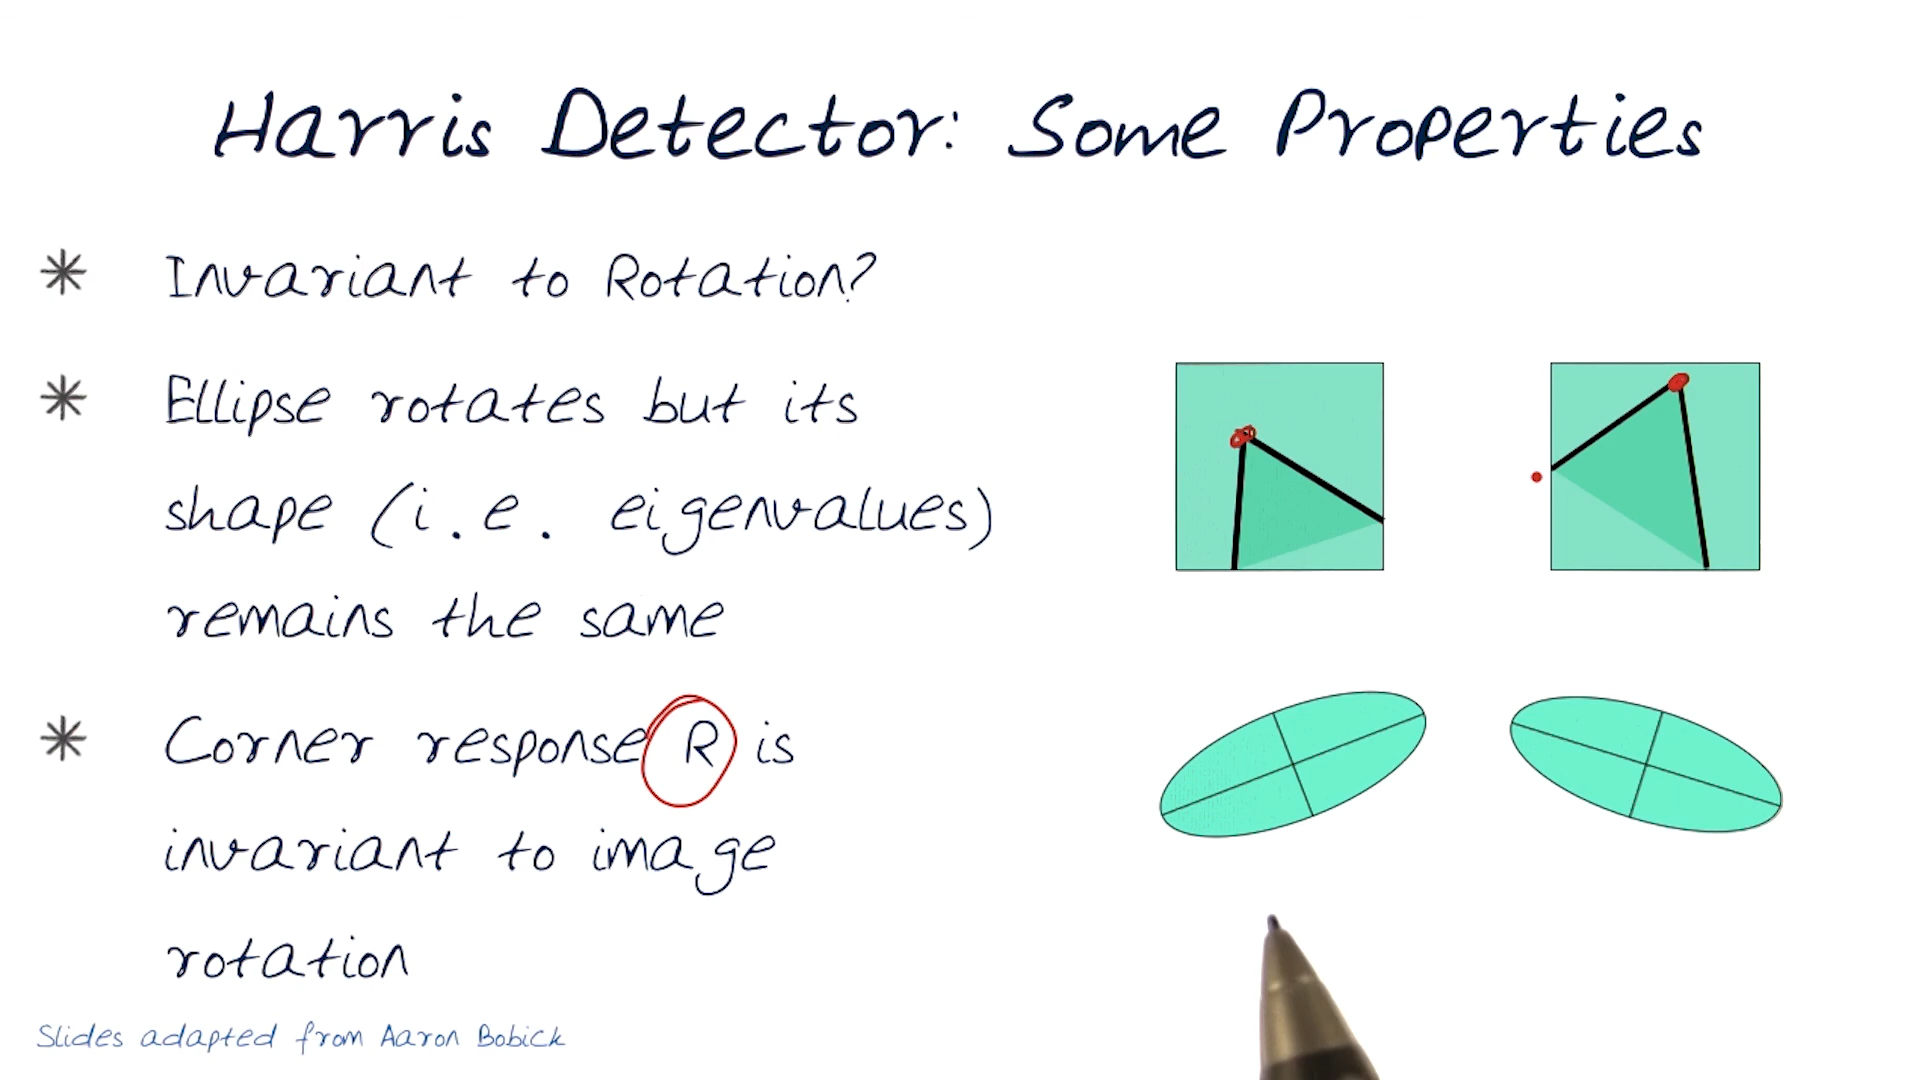 Harris Detector: Some Properties
* Invariant to Rotation?
* Ellipse rotates but its
shape (i.e. eigenvalues)
remains the same
* Corner response R is
invariant to image
rotation
Slides adapted from Aaron Bobick